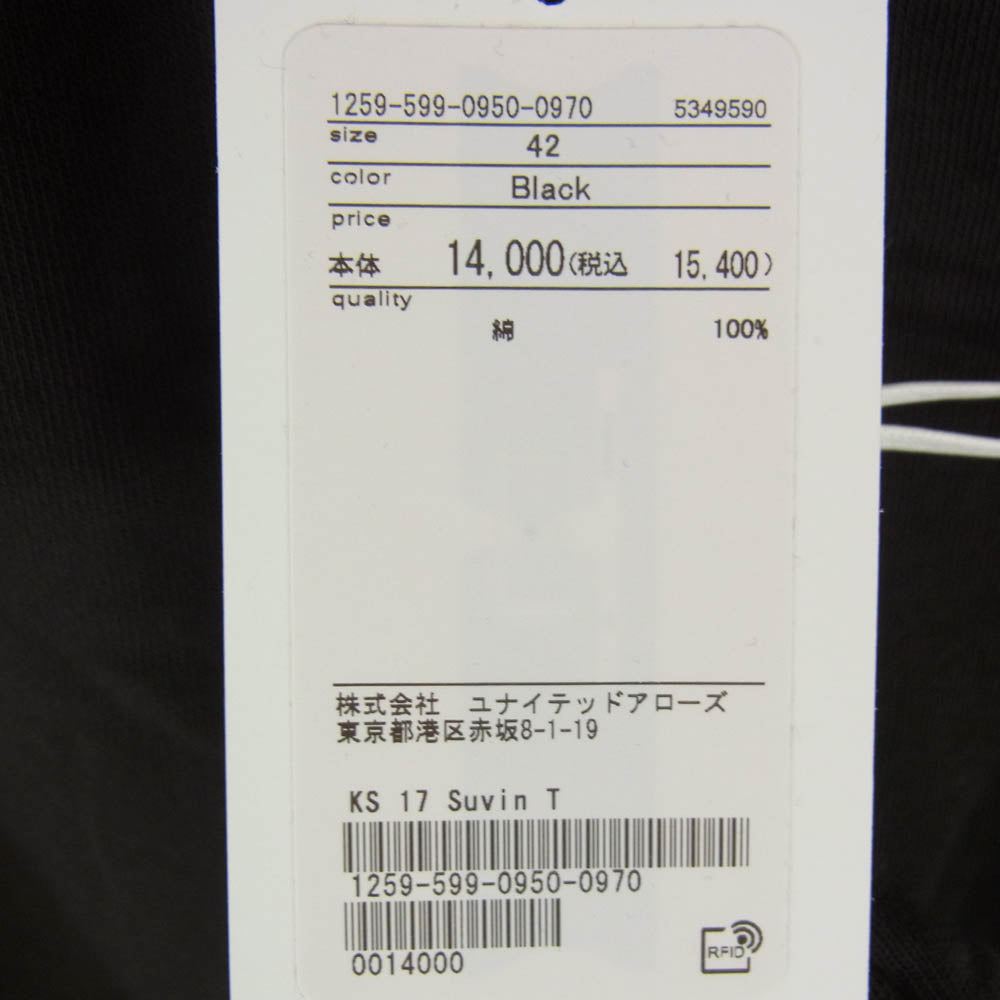 1259-599-0950-0970 5349590
size 42
color Black
price
本体 14,000(税込 15,400)
quality
綿 100%
株式会社 ユナイテッドアローズ
東京都港区赤坂8-1-19
KS 17 Suvin T
1259-599-0950-0970
0014000
RFID